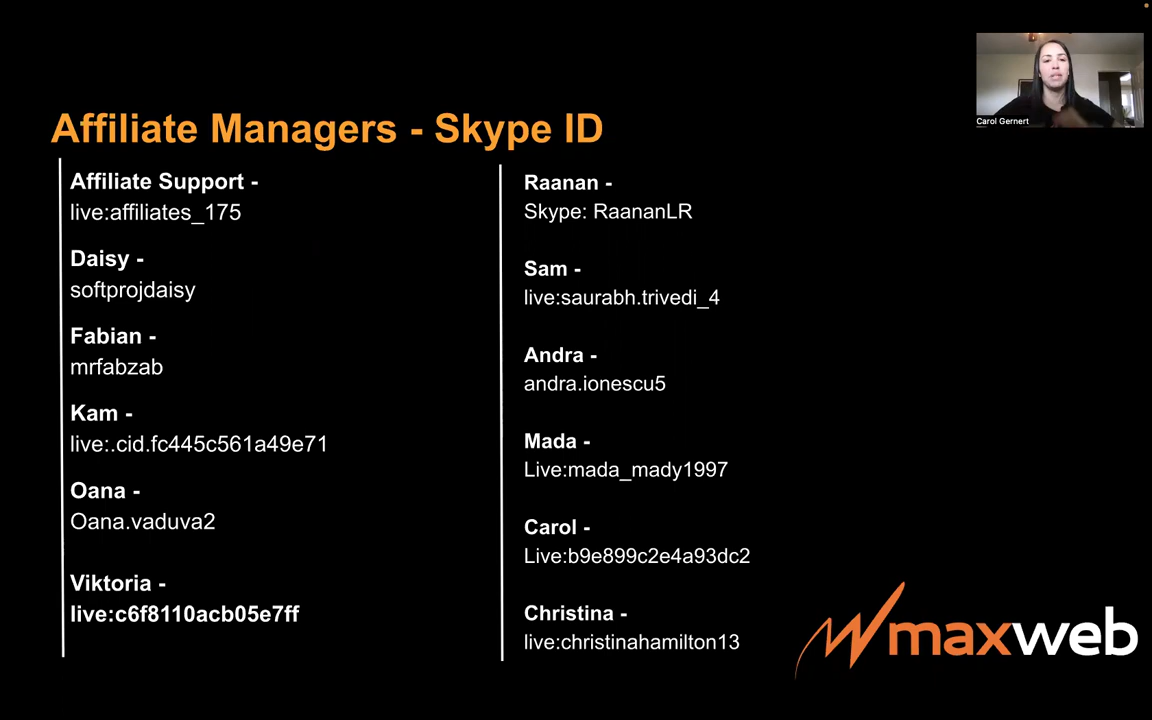 Affiliate Managers - Skype ID
Affiliate Support -
live:affiliates_175
Daisy -
softprojdaisy
Fabian -
mrfabzab
Kam -
live:.cid.fc445c561a49e71
Oana -
Oana.vaduva2
Viktoria -
live:c6f8110acb05e7ff
Raanan -
Skype: RaananLR
Sam -
live:saurabh.trivedi_4
Andra -
andra.ionescu5
Mada -
Live:mada_mady1997
Carol -
Live:b9e899c2e4a93dc2
Christina -
live:christinahamilton13
Carol Gernert
maxweb